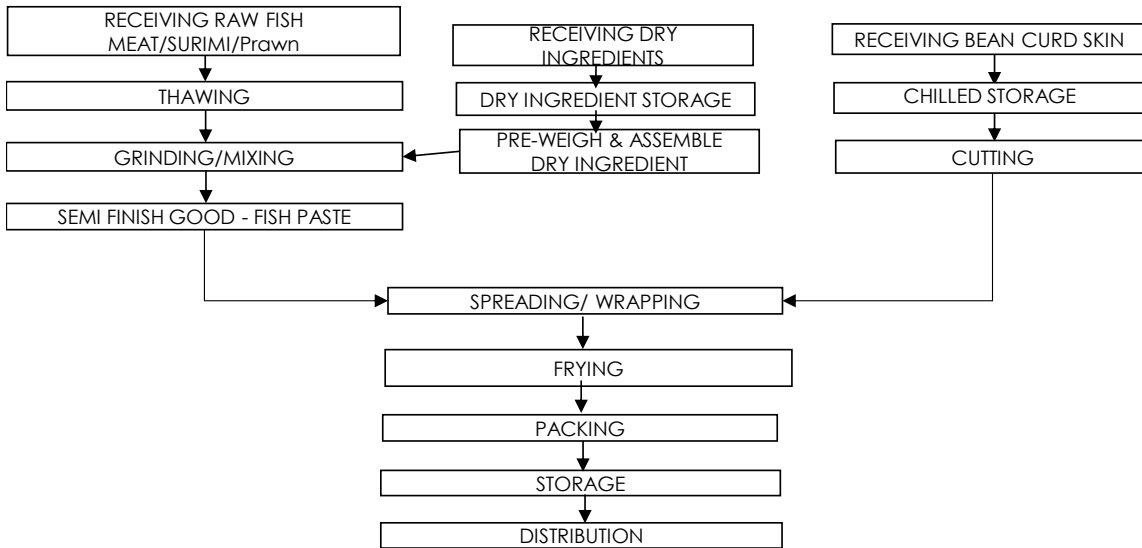 RECEIVING RAW FISH
MEAT/SURIMI/Prawn
THAWING
GRINDING/MIXING
SEMI FINISH GOOD - FISH PASTE
RECEIVING DRY
INGREDIENTS
DRY INGREDIENT STORAGE
PRE-WEIGH & ASSEMBLE
DRY INGREDIENT
RECEIVING BEAN CURD SKIN
CHILLED STORAGE
CUTTING
SPREADING/ WRAPPING
FRYING
PACKING
STORAGE
DISTRIBUTION